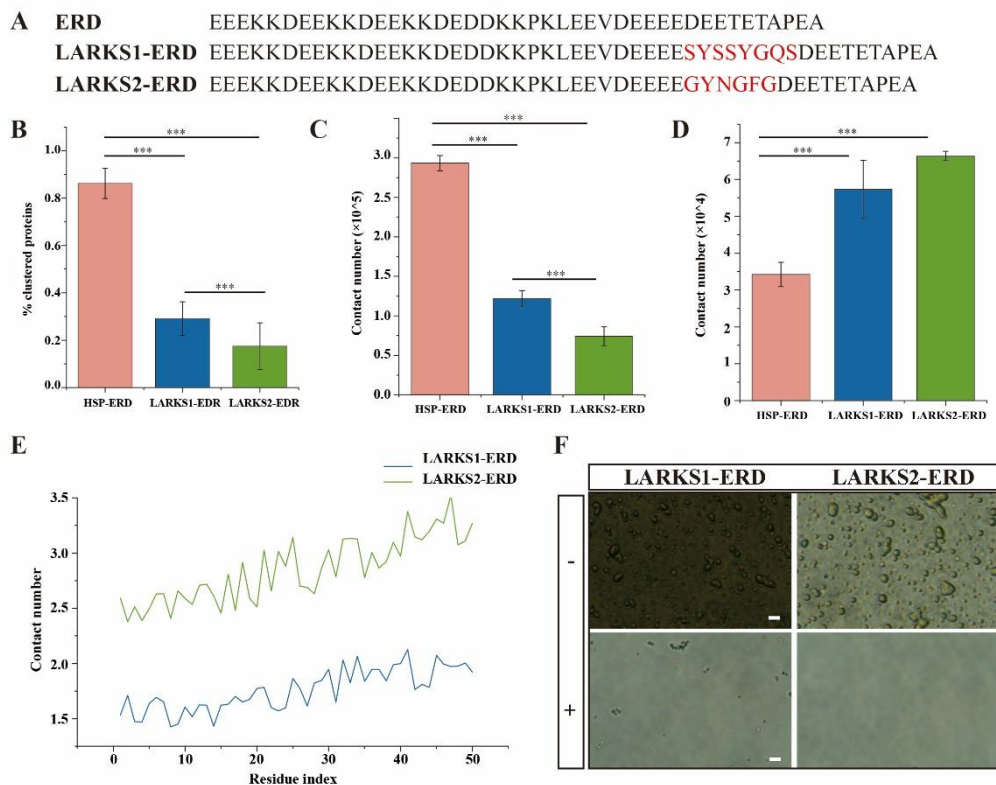 A
ERD EEEKKDEEKKDEEKKDEDDKKPKLEEVDEEEEDEETETAPEA
LARKS1-ERD EEEKKDEEKKDEEKKDEDDKKPKLEEVDEEEESYSSYGQSDEETETAPEA
LARKS2-ERD EEEKKDEEKKDEEKKDEDDKKPKLEEVDEEEEGYNGFGDEETETAPEA
B
***
***
***
1.0
0.8
0.6
0.4
0.2
0.0
% clustered proteins
HSP-ERD LARKS1-EDR LARKS2-EDR
C
***
***
***
3.0
2.5
2.0
1.5
1.0
0.5
0.0
Contact number (×10^5)
HSP-ERD LARKS1-ERD LARKS2-ERD
D
***
***
7
6
4
3
2
1
0
Contact number (×10^4)
HSP-ERD LARKS1-ERD LARKS2-ERD
E
LARKS1-ERD
LARKS2-ERD
3.5
3.0
2.5
2.0
1.5
Contact number
0 10 20 30 40 50
Residue index
F
LARKS1-ERD LARKS2-ERD
-
+